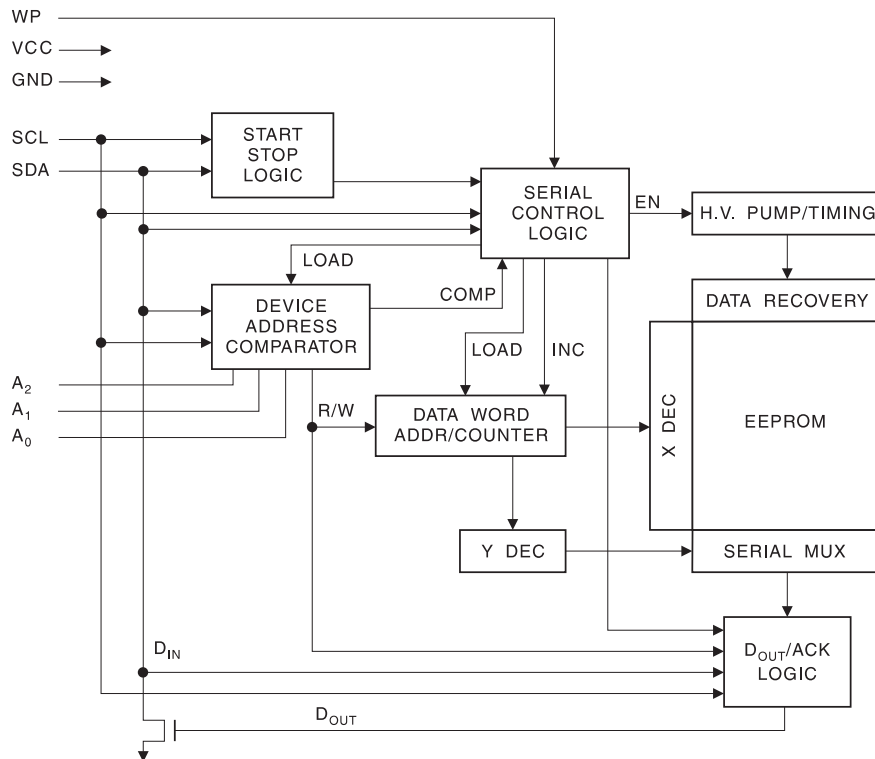 WP
VCC
GND
SCL
SDA
START
STOP
LOGIC
SERIAL
CONTROL
LOGIC
EN
H.V. PUMP/TIMING
LOAD
COMP
DATA RECOVERY
DEVICE
ADDRESS
COMPARATOR
LOAD
INC
A2
A1
A0
R/W
DATA WORD
ADDR/COUNTER
X DEC
EEPROM
Y DEC
SERIAL MUX
DIN
DOUT/ACK
LOGIC
DOUT